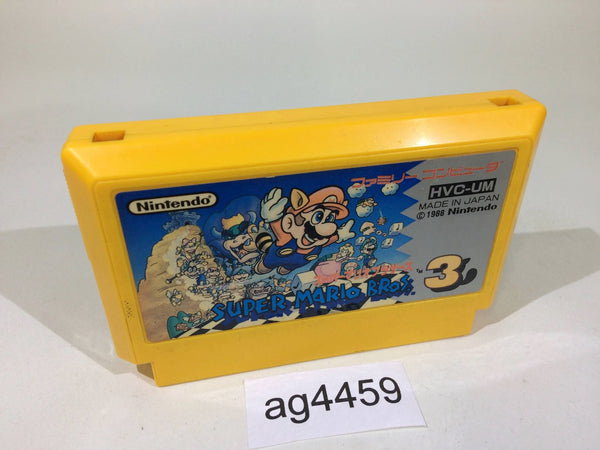 Nintendo
ファミリーコンピュータ
HVC-UM
MADE IN JAPAN
© 1988 Nintendo
SUPER MARIO BROS. 3
TM
ag4459